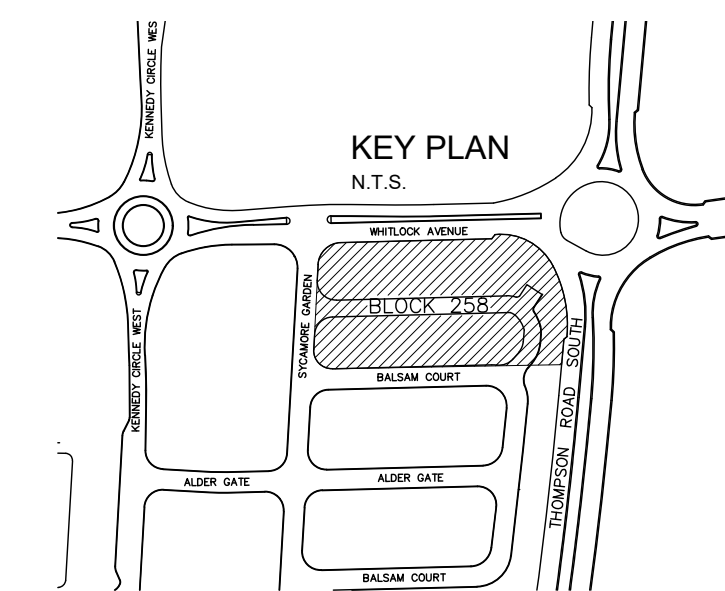 KENNEDY CIRCLE WES
KEY PLAN
N.T.S.
WHITLOCK AVENUE
SYCAMORE GARDEN
BLOCK 258
KENNEDY CIRCLE WEST
THOMPSON ROAD SOUTH
BALSAM COURT
ALDER GATE
ALDER GATE
BALSAM COURT